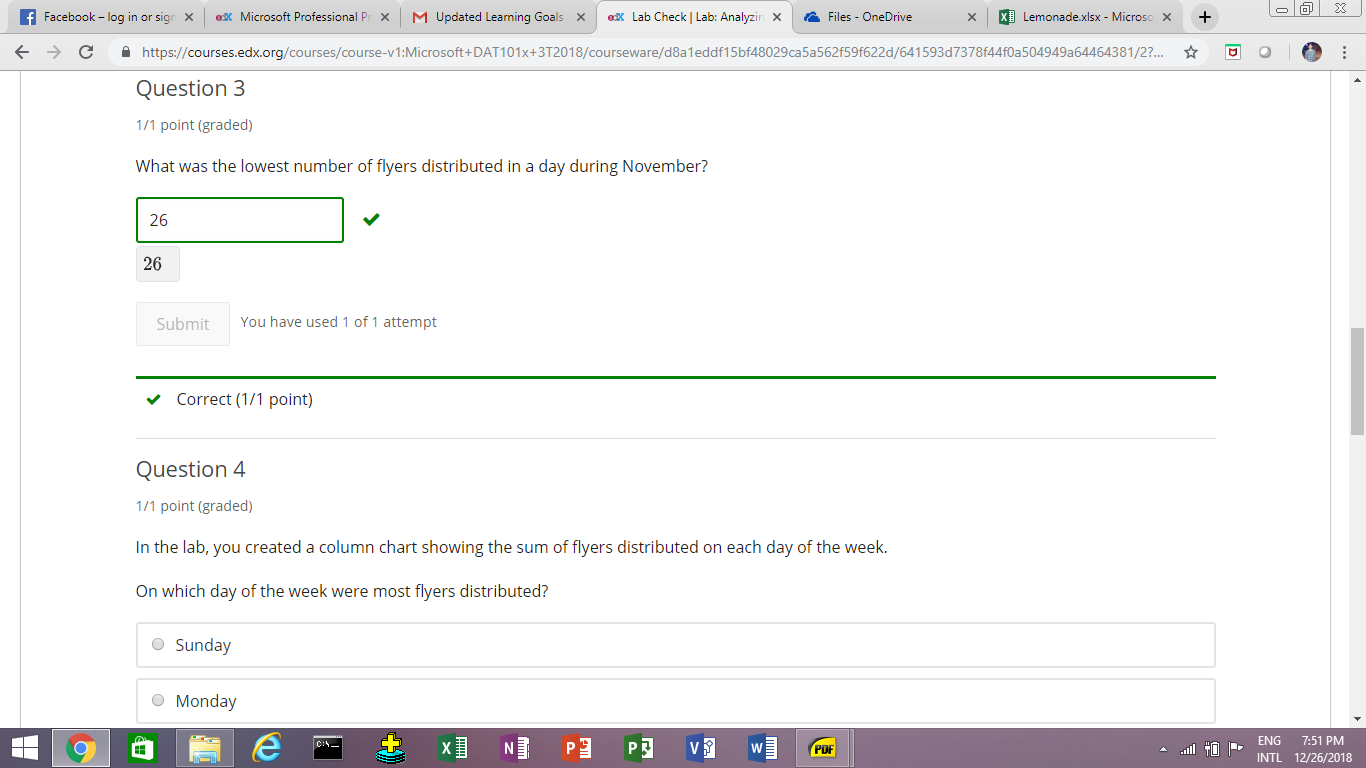 Facebook – log in or sign
Microsoft Professional Pr
Updated Learning Goals
Lab Check | Lab: Analyzin
Files - OneDrive
Lemonade.xlsx - Microso
https://courses.edx.org/courses/course-v1:Microsoft+DAT101x+3T2018/courseware/d8a1eddf15bf48029ca5a562f59f622d/641593d7378f44f0a504949a64464381/2?...
Question 3
1/1 point (graded)
What was the lowest number of flyers distributed in a day during November?
26
26
Submit You have used 1 of 1 attempt
Correct (1/1 point)
Question 4
1/1 point (graded)
In the lab, you created a column chart showing the sum of flyers distributed on each day of the week.
On which day of the week were most flyers distributed?
Sunday
Monday
ENG 7:51 PM
INTL 12/26/2018